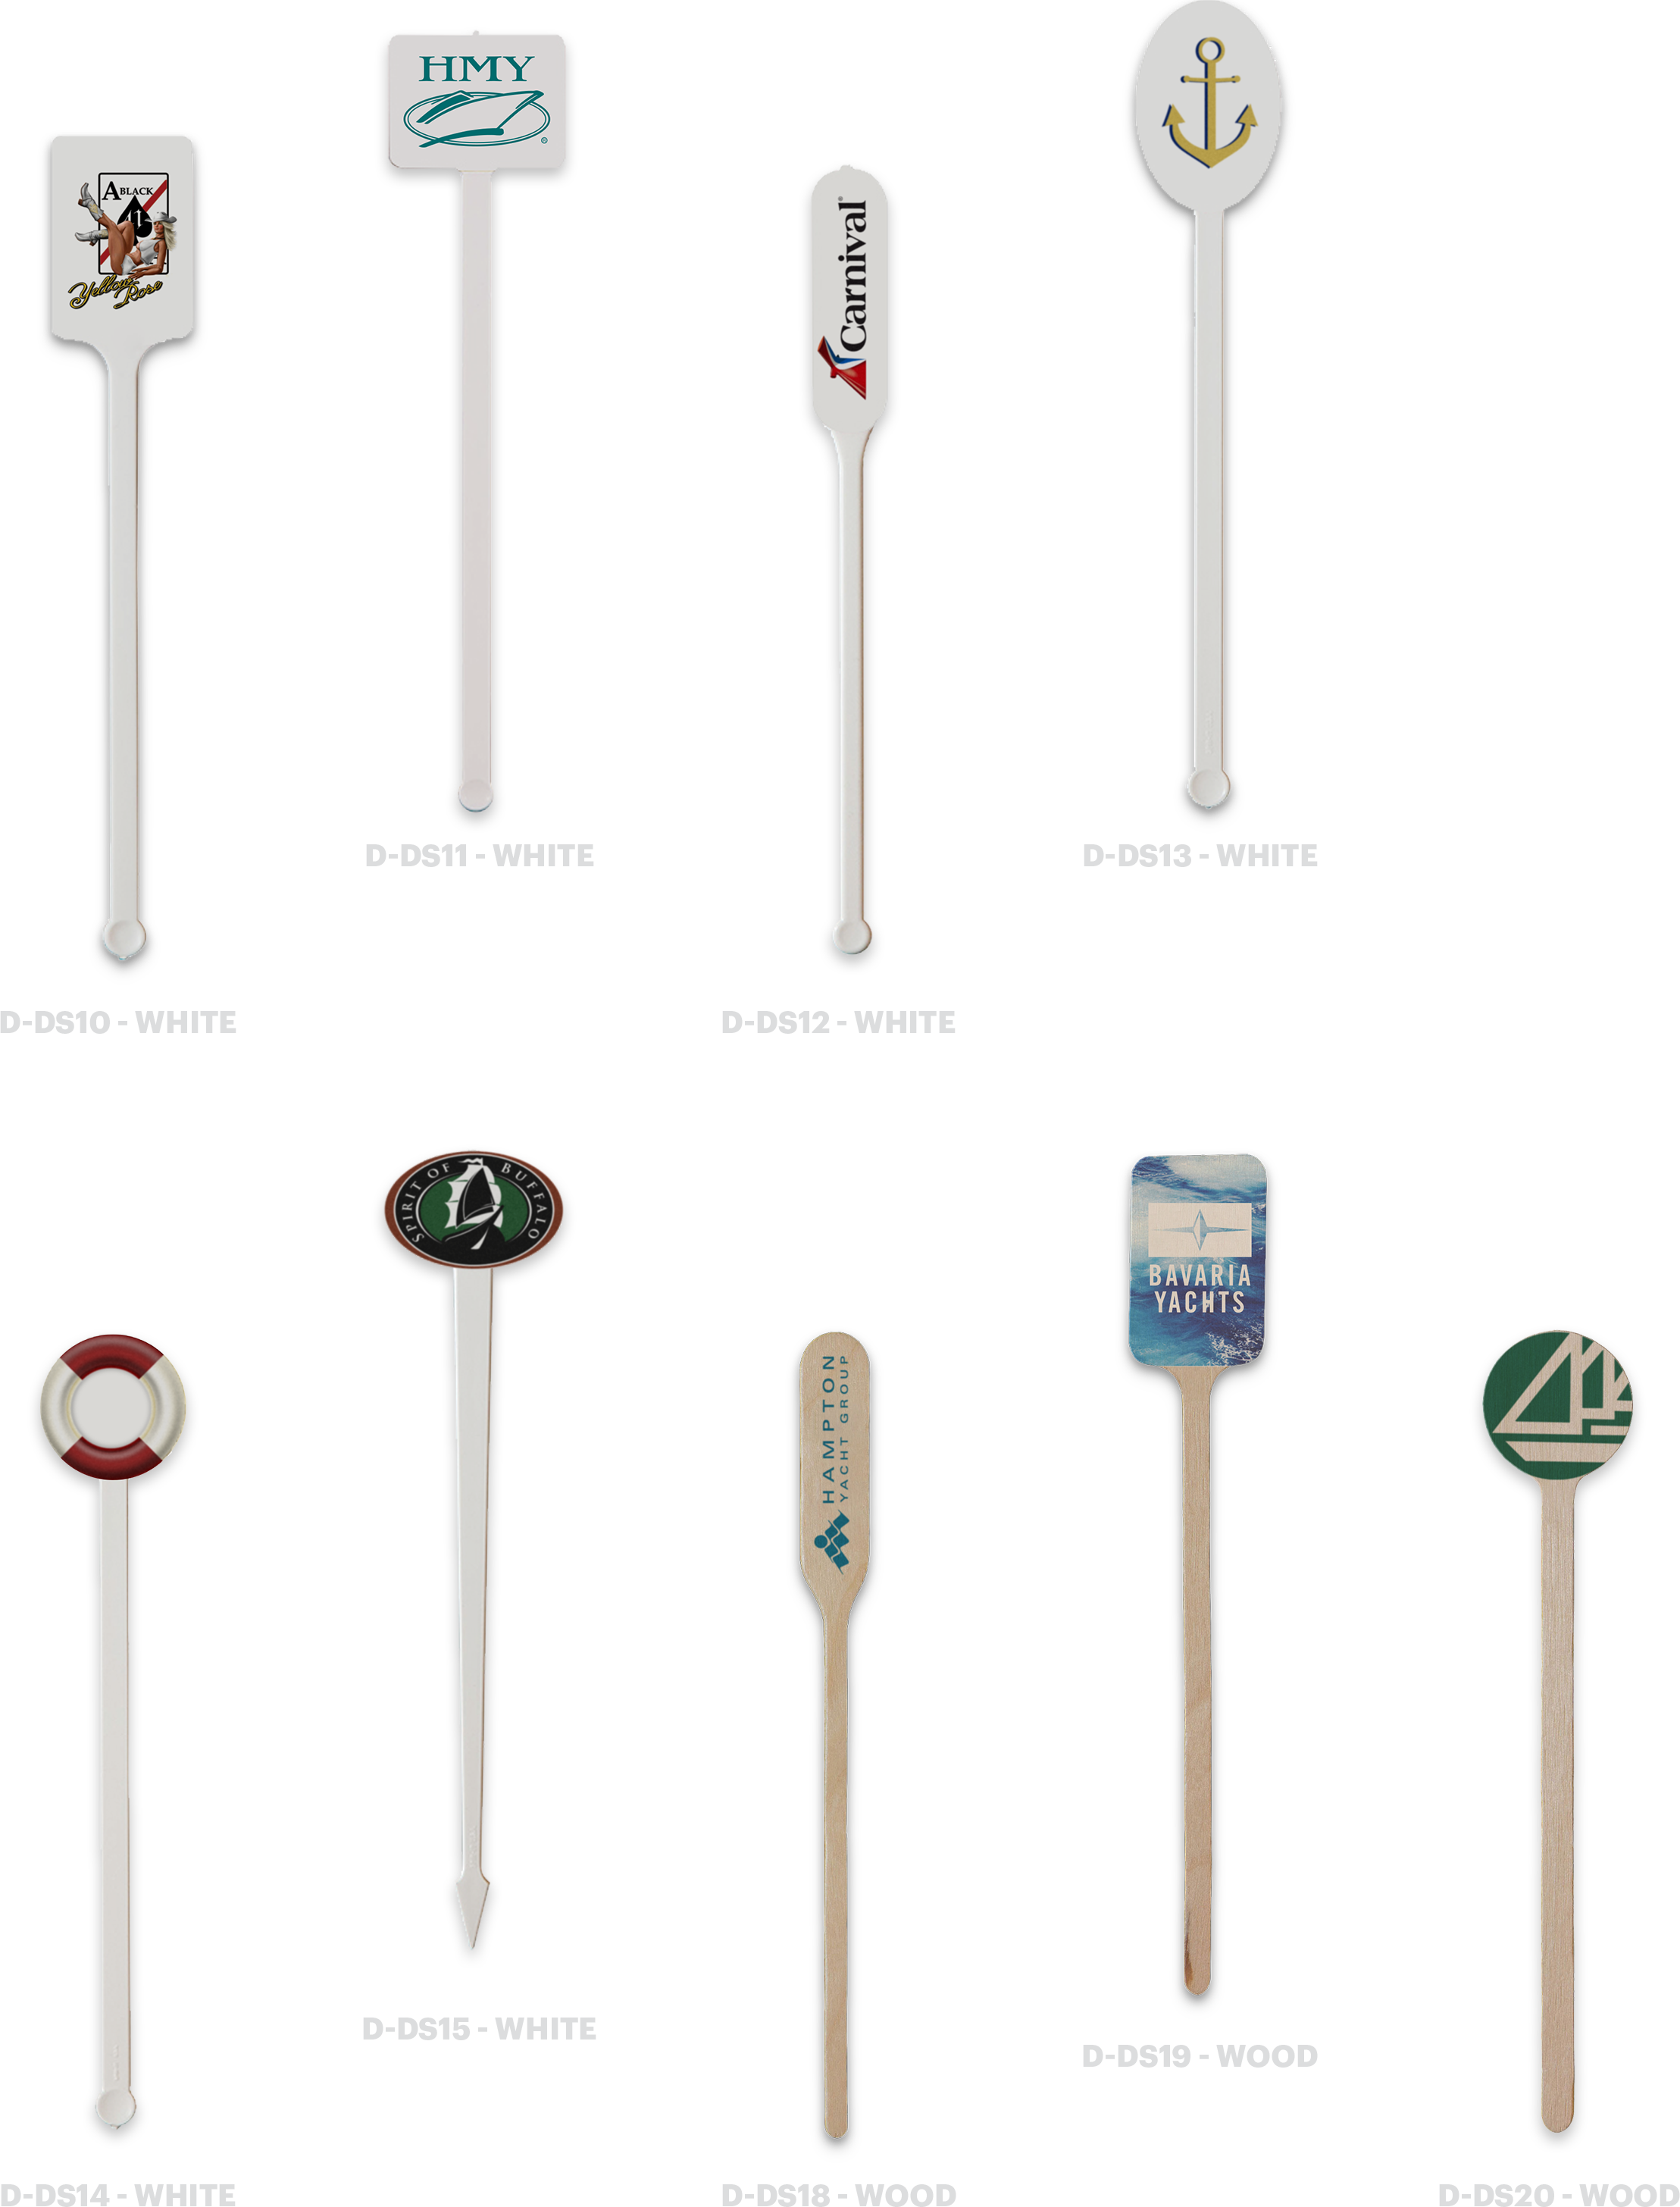 HMY
®
A BLACK
Yellow Rose
Carnival®
D-DS11 - WHITE
D-DS13 - WHITE
D-DS10 - WHITE
D-DS12 - WHITE
SPIRIT OF BUFFALO
BAVARIA
YACHTS
HAMPTON
YACHT GROUP
D-DS15 - WHITE
D-DS19 - WOOD
D-DS14 - WHITE
D-DS18 - WOOD
D-DS20 - WOOD